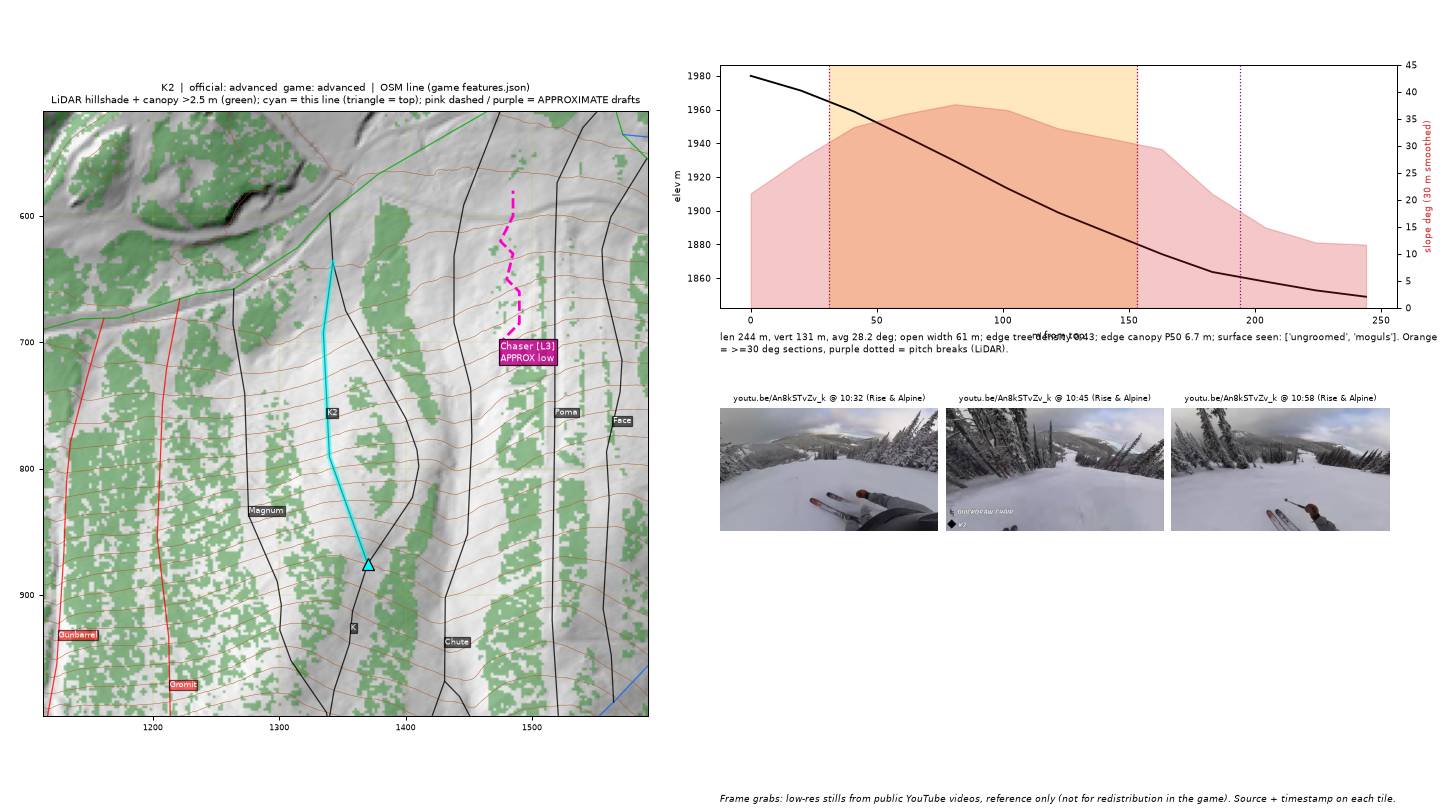 K2 | official: advanced game: advanced | OSM line (game features.json)
LiDAR hillshade + canopy >2.5 m (green); cyan = this line (triangle = top); pink dashed / purple = APPROXIMATE drafts
600
700
800
900
1200
1300
1400
1500
Chaser [L3]
APPROX low
K2
Poma
Face
Magnum
K
Chute
Gunbarrel
Gromit
elev m
1980
1960
1940
1920
1900
1880
1860
45
40
35
30
25
20
15
10
5
0
slope deg (30 m smoothed)
0
50
100
150
200
250
m from top
len 244 m, vert 131 m, avg 28.2 deg; open width 61 m; edge tree density 0.43; edge canopy P50 6.7 m; surface seen: ['ungroomed', 'moguls']. Orange
= >=30 deg sections, purple dotted = pitch breaks (LiDAR).
youtu.be/An8kSTvZv_k @ 10:32 (Rise & Alpine)
youtu.be/An8kSTvZv_k @ 10:45 (Rise & Alpine)
youtu.be/An8kSTvZv_k @ 10:58 (Rise & Alpine)
K2
Frame grabs: low-res stills from public YouTube videos, reference only (not for redistribution in the game). Source + timestamp on each tile.